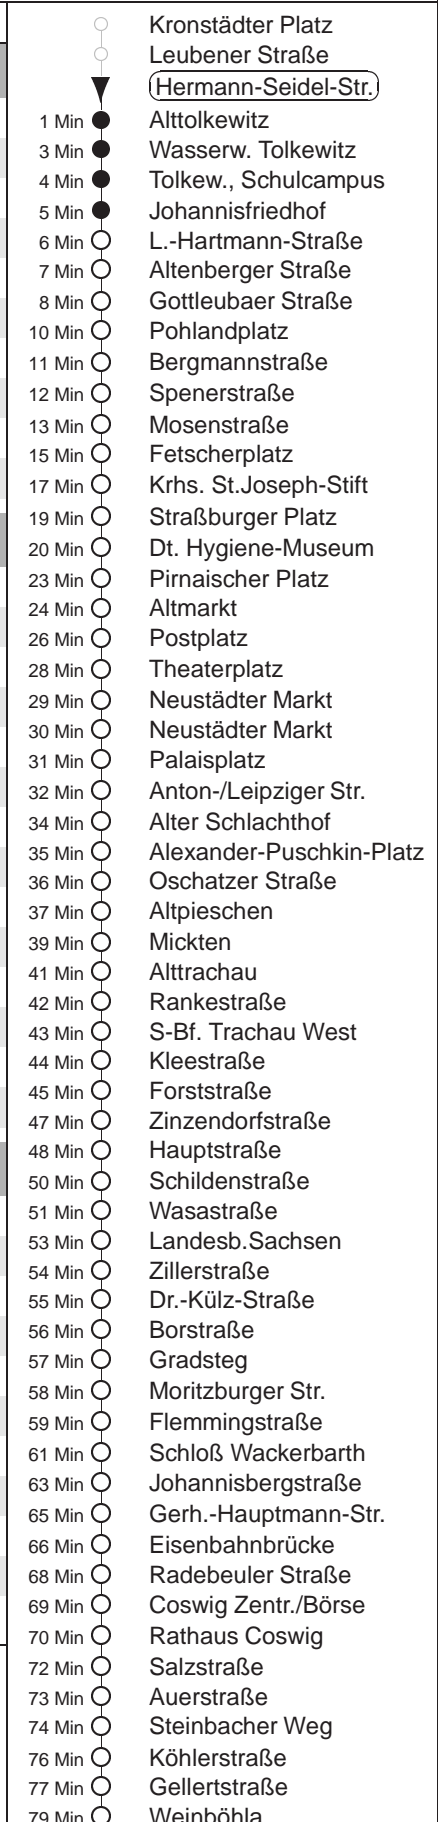 Kronstädter Platz
Leubener Straße
Hermann-Seidel-Str.
1 Min Alttolkewitz
3 Min Wasserw. Tolkewitz
4 Min Tolkew., Schulcampus
5 Min Johannisfriedhof
6 Min L.-Hartmann-Straße
7 Min Altenberger Straße
8 Min Gottleubaer Straße
10 Min Pohlandplatz
11 Min Bergmannstraße
12 Min Spenerstraße
13 Min Mosenstraße
15 Min Fetscherplatz
17 Min Krhs. St.Joseph-Stift
19 Min Straßburger Platz
20 Min Dt. Hygiene-Museum
23 Min Pirnaischer Platz
24 Min Altmarkt
26 Min Postplatz
28 Min Theaterplatz
29 Min Neustädter Markt
30 Min Neustädter Markt
31 Min Palaisplatz
32 Min Anton-/Leipziger Str.
34 Min Alter Schlachthof
35 Min Alexander-Puschkin-Platz
36 Min Oschatzer Straße
37 Min Altpieschen
39 Min Mickten
41 Min Alttrachau
42 Min Rankestraße
43 Min S-Bf. Trachau West
44 Min Kleestraße
45 Min Forststraße
47 Min Zinzendorfstraße
48 Min Hauptstraße
50 Min Schildenstraße
51 Min Wasastraße
53 Min Landesb.Sachsen
54 Min Zillerstraße
55 Min Dr.-Külz-Straße
56 Min Borstraße
57 Min Gradsteg
58 Min Moritzburger Str.
59 Min Flemmingstraße
61 Min Schloß Wackerbarth
63 Min Johannisbergstraße
65 Min Gerh.-Hauptmann-Str.
66 Min Eisenbahnbrücke
68 Min Radebeuler Straße
69 Min Coswig Zentr./Börse
70 Min Rathaus Coswig
72 Min Salzstraße
73 Min Auerstraße
74 Min Steinbacher Weg
76 Min Köhlerstraße
77 Min Gellertstraße
79 Min Weinböhla